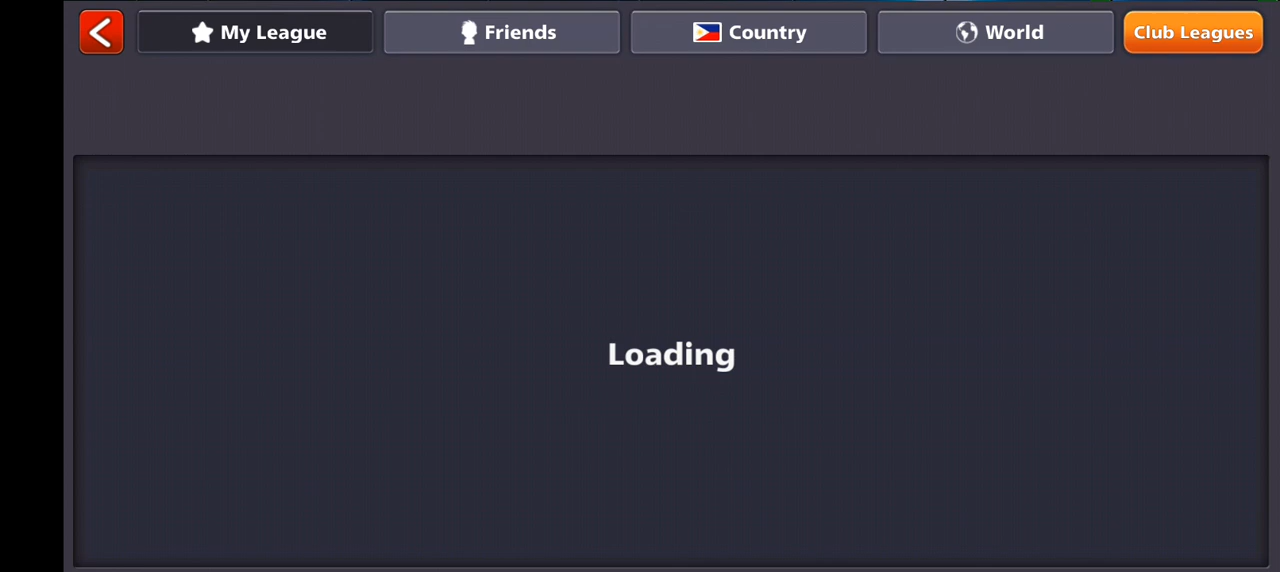 My League
Friends
Country
World
Club Leagues
Loading